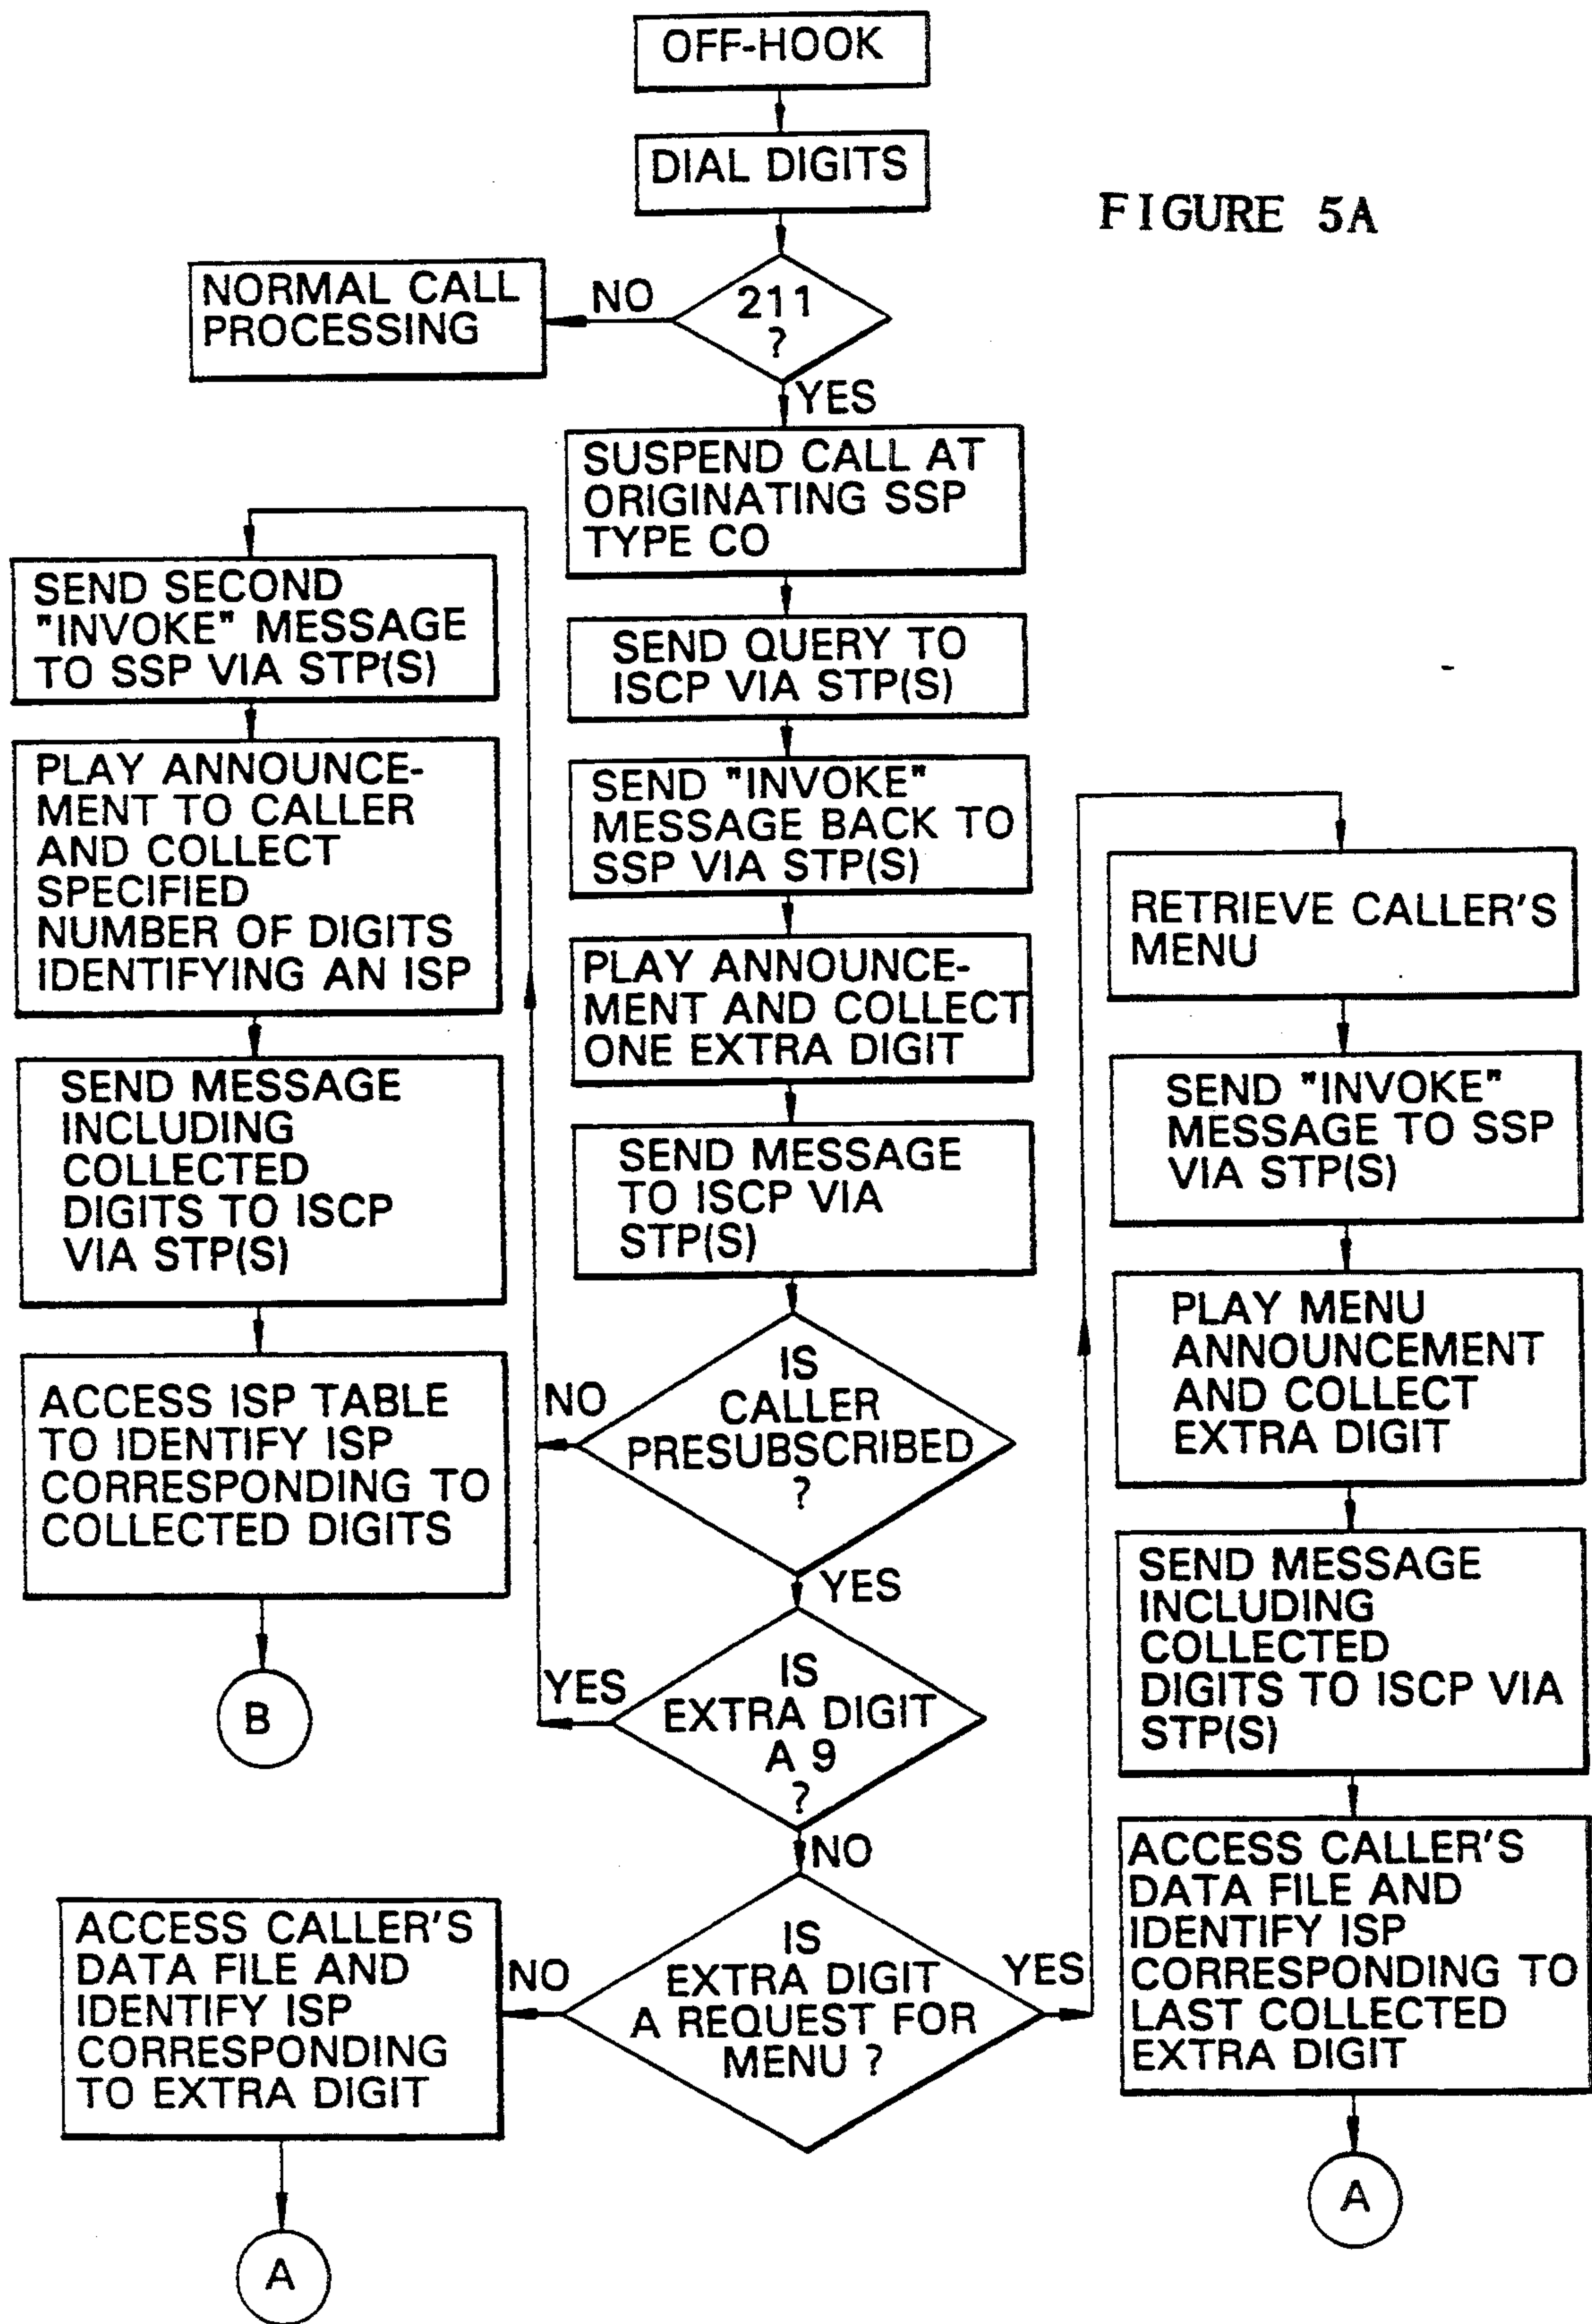 OFF-HOOK
DIAL DIGITS
FIGURE 5A
211
?
NO
NORMAL CALL
PROCESSING
YES
SUSPEND CALL AT
ORIGINATING SSP
TYPE CO
SEND QUERY TO
ISCP VIA STP(S)
SEND "INVOKE"
MESSAGE BACK TO
SSP VIA STP(S)
PLAY ANNOUNCE-
MENT AND COLLECT
ONE EXTRA DIGIT
SEND MESSAGE
TO ISCP VIA
STP(S)
IS
CALLER
PRESUBSCRIBED
?
NO
YES
IS
EXTRA DIGIT
A 9
?
YES
NO
IS
EXTRA DIGIT
A REQUEST FOR
MENU ?
NO
YES
SEND SECOND
"INVOKE" MESSAGE
TO SSP VIA STP(S)
PLAY ANNOUNCE-
MENT TO CALLER
AND COLLECT
SPECIFIED
NUMBER OF DIGITS
IDENTIFYING AN ISP
SEND MESSAGE
INCLUDING
COLLECTED
DIGITS TO ISCP
VIA STP(S)
ACCESS ISP TABLE
TO IDENTIFY ISP
CORRESPONDING TO
COLLECTED DIGITS
B
ACCESS CALLER'S
DATA FILE AND
IDENTIFY ISP
CORRESPONDING
TO EXTRA DIGIT
A
RETRIEVE CALLER'S
MENU
SEND "INVOKE"
MESSAGE TO SSP
VIA STP(S)
PLAY MENU
ANNOUNCEMENT
AND COLLECT
EXTRA DIGIT
SEND MESSAGE
INCLUDING
COLLECTED
DIGITS TO ISCP VIA
STP(S)
ACCESS CALLER'S
DATA FILE AND
IDENTIFY ISP
CORRESPONDING TO
LAST COLLECTED
EXTRA DIGIT
A